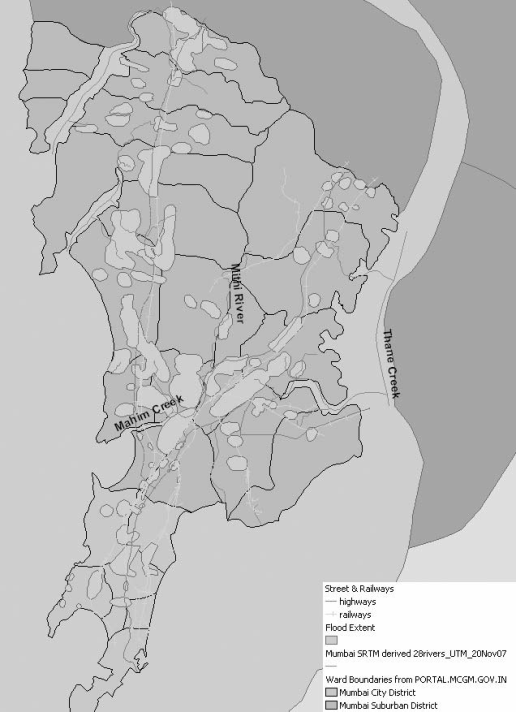 Mithi River
Thane Creek
Mahim Creek
Street & Railways
highways
railways
Flood Extent
Mumbai SRTM derived 28rivers_UTM_20Nov07
Ward Boundaries from PORTAL.MCGM.GOV.IN
Mumbai City District
Mumbai Suburban District